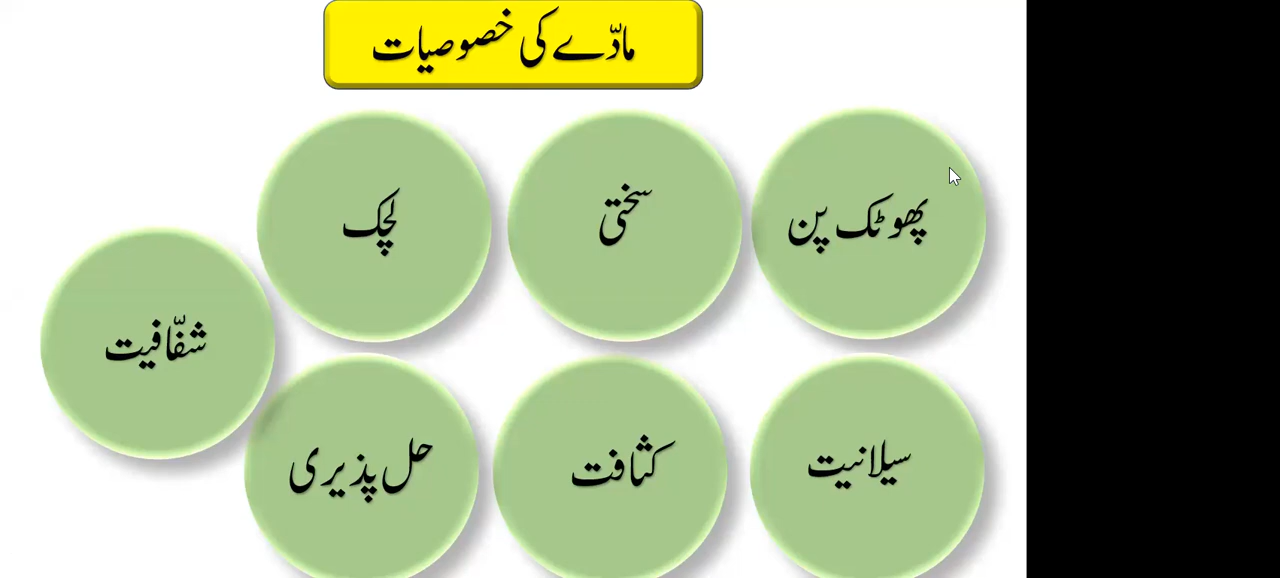 مادّے کی خصوصیات
پھوٹک پن
سختی
لچک
شفّافیت
سیلانیت
کثافت
حل پذیری